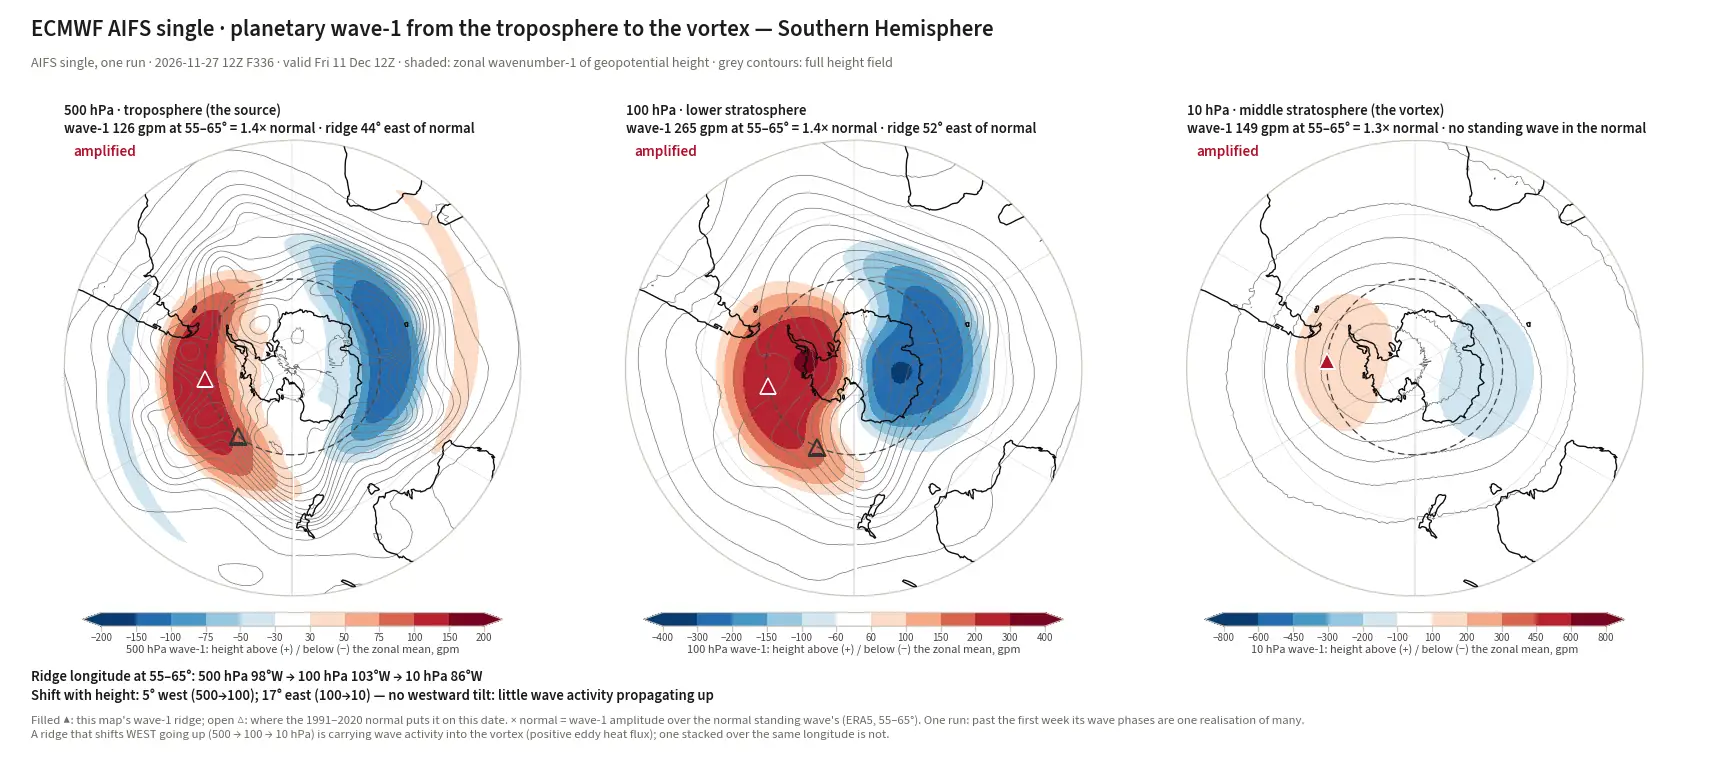 ECMWF AIFS single · planetary wave-1 from the troposphere to the vortex — Southern Hemisphere
AIFS single, one run · 2026-11-27 12Z F336 · valid Fri 11 Dec 12Z · shaded: zonal wavenumber-1 of geopotential height · grey contours: full height field
500 hPa · troposphere (the source)
wave-1 126 gpm at 55–65° = 1.4× normal · ridge 44° east of normal
amplified
100 hPa · lower stratosphere
wave-1 265 gpm at 55–65° = 1.4× normal · ridge 52° east of normal
amplified
10 hPa · middle stratosphere (the vortex)
wave-1 149 gpm at 55–65° = 1.3× normal · no standing wave in the normal
amplified
−200 −150 −100 −75 −50 −30 30 50 75 100 150 200
500 hPa wave-1: height above (+) / below (−) the zonal mean, gpm
−400 −300 −200 −150 −100 −60 60 100 150 200 300 400
100 hPa wave-1: height above (+) / below (−) the zonal mean, gpm
−800 −600 −450 −300 −200 −100 100 200 300 450 600 800
10 hPa wave-1: height above (+) / below (−) the zonal mean, gpm
Ridge longitude at 55–65°: 500 hPa 98°W → 100 hPa 103°W → 10 hPa 86°W
Shift with height: 5° west (500→100); 17° east (100→10) — no westward tilt: little wave activity propagating up
Filled ▲: this map's wave-1 ridge; open △: where the 1991–2020 normal puts it on this date. × normal = wave-1 amplitude over the normal standing wave's (ERA5, 55–65°). One run: past the first week its wave phases are one realisation of many.
A ridge that shifts WEST going up (500 → 100 → 10 hPa) is carrying wave activity into the vortex (positive eddy heat flux); one stacked over the same longitude is not.